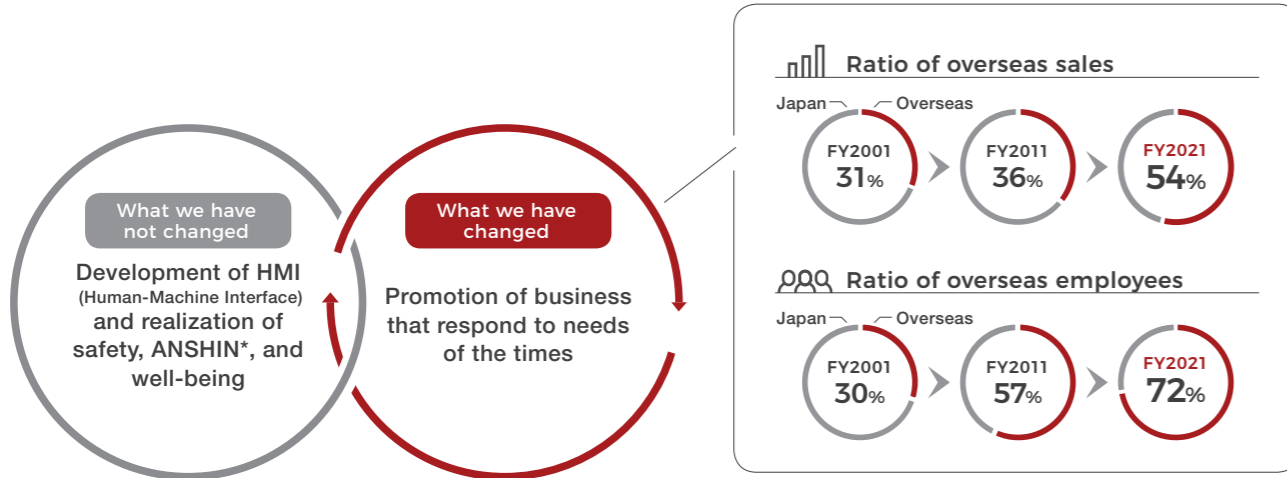 What we have
not changed
Development of HMI
(Human-Machine Interface)
and realization of
safety, ANSHIN*, and
well-being
What we have
changed
Promotion of business
that respond to needs
of the times
Ratio of overseas sales
Japan Overseas
FY2001
31%
FY2011
36%
FY2021
54%
Ratio of overseas employees
Japan Overseas
FY2001
30%
FY2011
57%
FY2021
72%